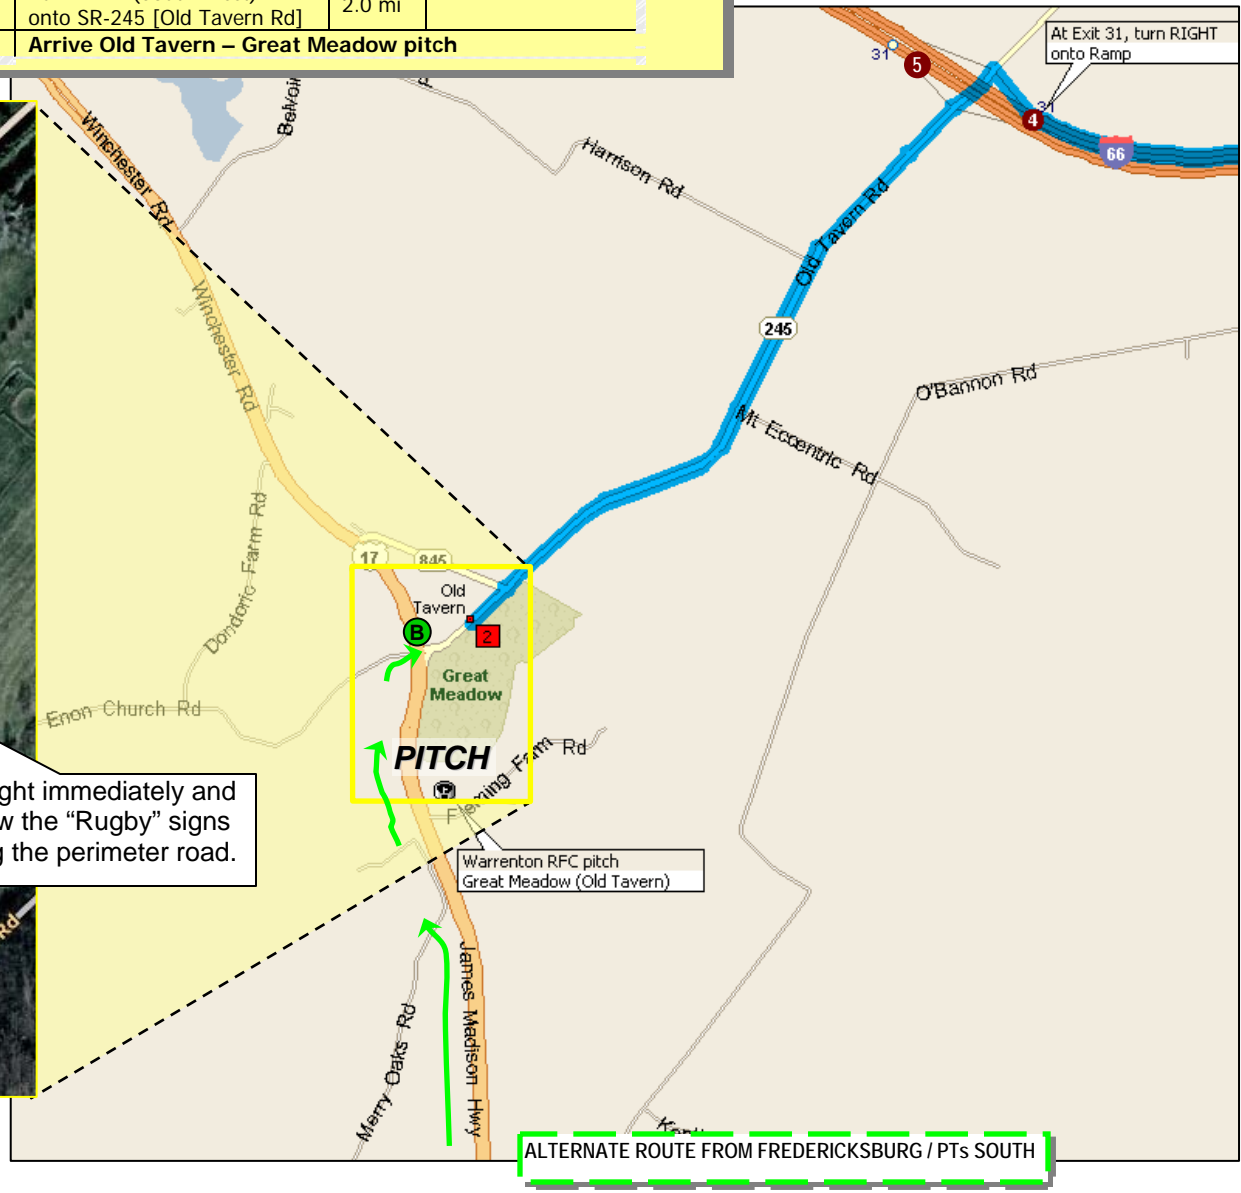 onto SR-245 [Old Tavern Rd]
2.0 mi
Arrive Old Tavern – Great Meadow pitch
At Exit 31, turn RIGHT
onto Ramp
31
5
31
4
66
Winchester Rd
Harrison Rd
Old Tavern Rd
Winchester Rd
245
O'Bannon Rd
Mt Eccentric Rd
Dondoric Farm Rd
17
845
Old
Tavern
B
2
Great
Meadow
Enon Church Rd
PITCH
Fleming Farm Rd
immediately and
the “Rugby” signs
the perimeter road.
Warrenton RFC pitch
Great Meadow (Old Tavern)
Rd
James Madison Hwy
Merry Oaks Rd
ALTERNATE ROUTE FROM FREDERICKSBURG / PTs SOUTH